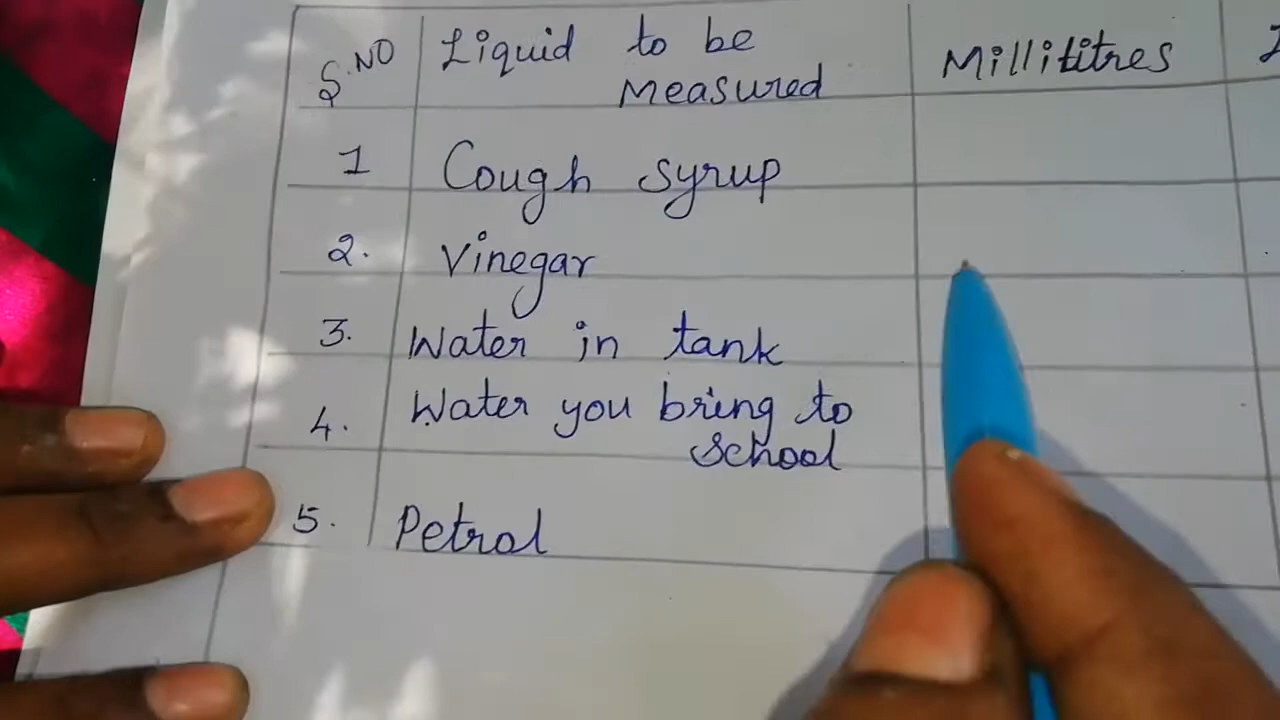 S.NO
Liquid to be
Measured
Millilitres
1 Cough syrup
2. Vinegar
3. Water in tank
4. Water you bring to
School
5. Petrol